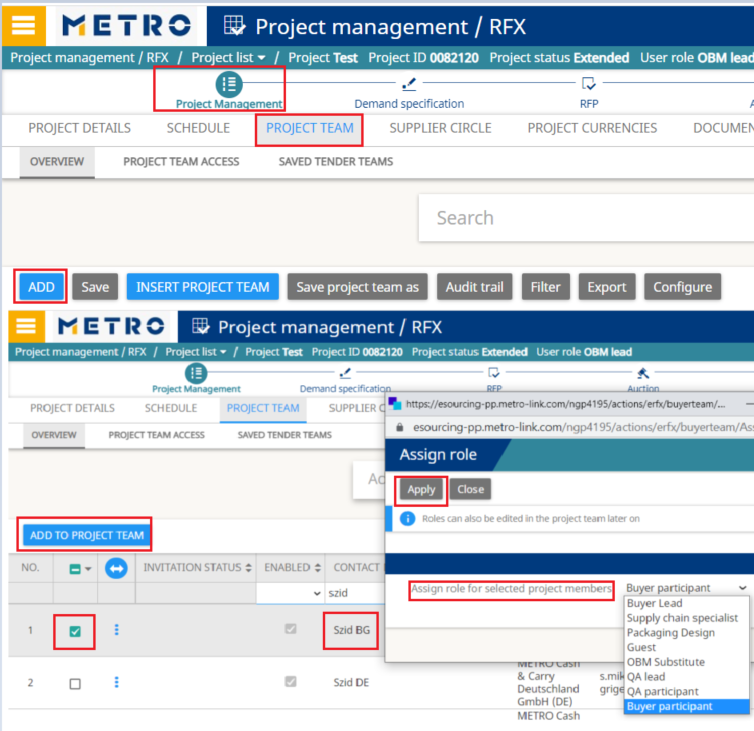 METRO Project management / RFX
Project management / RFX / Project list / Project Test Project ID 0082120 Project status Extended User role OBM lead
Project Management Demand specification RFP
PROJECT DETAILS SCHEDULE PROJECT TEAM SUPPLIER CIRCLE PROJECT CURRENCIES DOCUMEN
OVERVIEW PROJECT TEAM ACCESS SAVED TENDER TEAMS
Search
ADD Save INSERT PROJECT TEAM Save project team as Audit trail Filter Export Configure
METRO Project management / RFX
Project management / RFX / Project list / Project Test Project ID 0082120 Project status Extended User role OBM lead
Project Management Demand specification RFP Auction
PROJECT DETAILS SCHEDULE PROJECT TEAM SUPPLIER C
OVERVIEW PROJECT TEAM ACCESS SAVED TENDER TEAMS
Ad
ADD TO PROJECT TEAM
NO. INVITATION STATUS ENABLED CONTACT
szid
1 Szid BG
2 Szid DE
METRO Cash
& Carry
Deutschland
GmbH (DE)
METRO Cash
s.mik
grige
https://esourcing-pp.metro-link.com/ngp4195/actions/erfx/buyerteam/...
esourcing-pp.metro-link.com/ngp4195/actions/erfx/buyerteam/As
Assign role
Apply Close
Roles can also be edited in the project team later on
Assign role for selected project members Buyer participant
Buyer Lead
Supply chain specialist
Packaging Design
Guest
OBM Substitute
QA lead
QA participant
Buyer participant